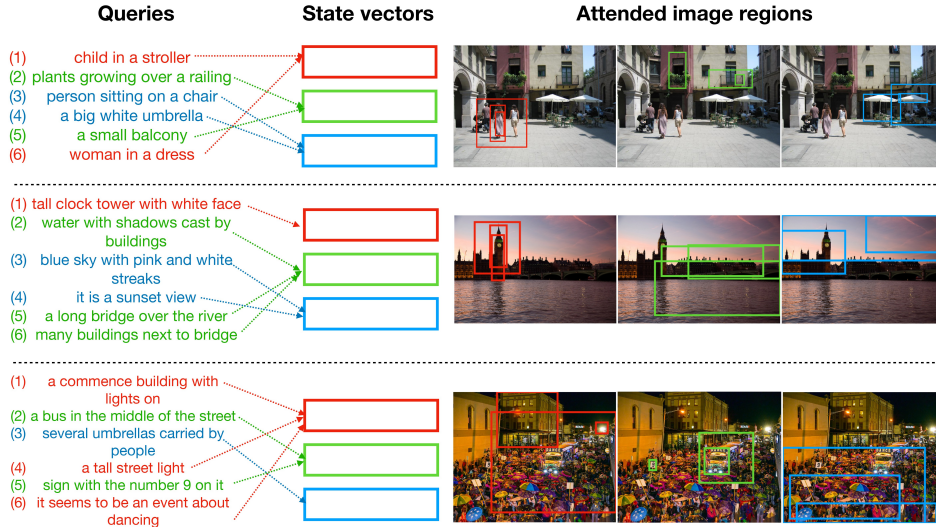 Queries State vectors Attended image regions
(1) child in a stroller
(2) plants growing over a railing
(3) person sitting on a chair
(4) a big white umbrella
(5) a small balcony
(6) woman in a dress
(1) tall clock tower with white face
(2) water with shadows cast by
buildings
(3) blue sky with pink and white
streaks
(4) it is a sunset view
(5) a long bridge over the river
(6) many buildings next to bridge
(1) a commence building with
lights on
(2) a bus in the middle of the street
(3) several umbrellas carried by
people
(4) a tall street light
(5) sign with the number 9 on it
(6) it seems to be an event about
dancing